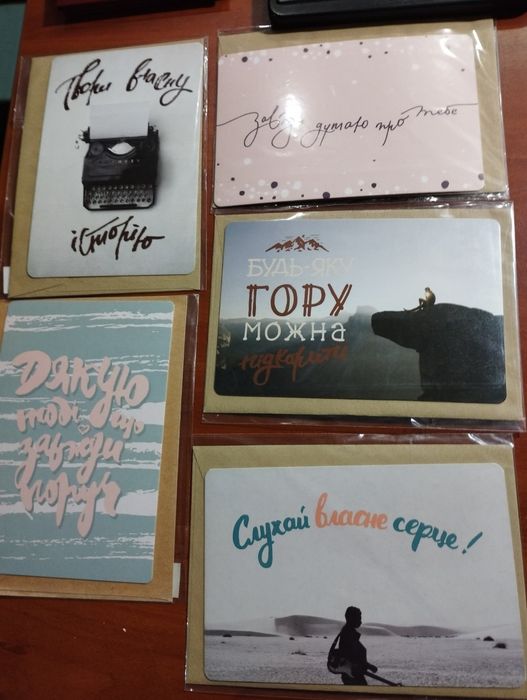 Твори власну
історію
завжди думаю про тебе
БУДЬ-ЯКУ
ГОРУ
МОЖНА
підкорити
Дякую
тобі що
завжди
поруч
Слухай власне серце!